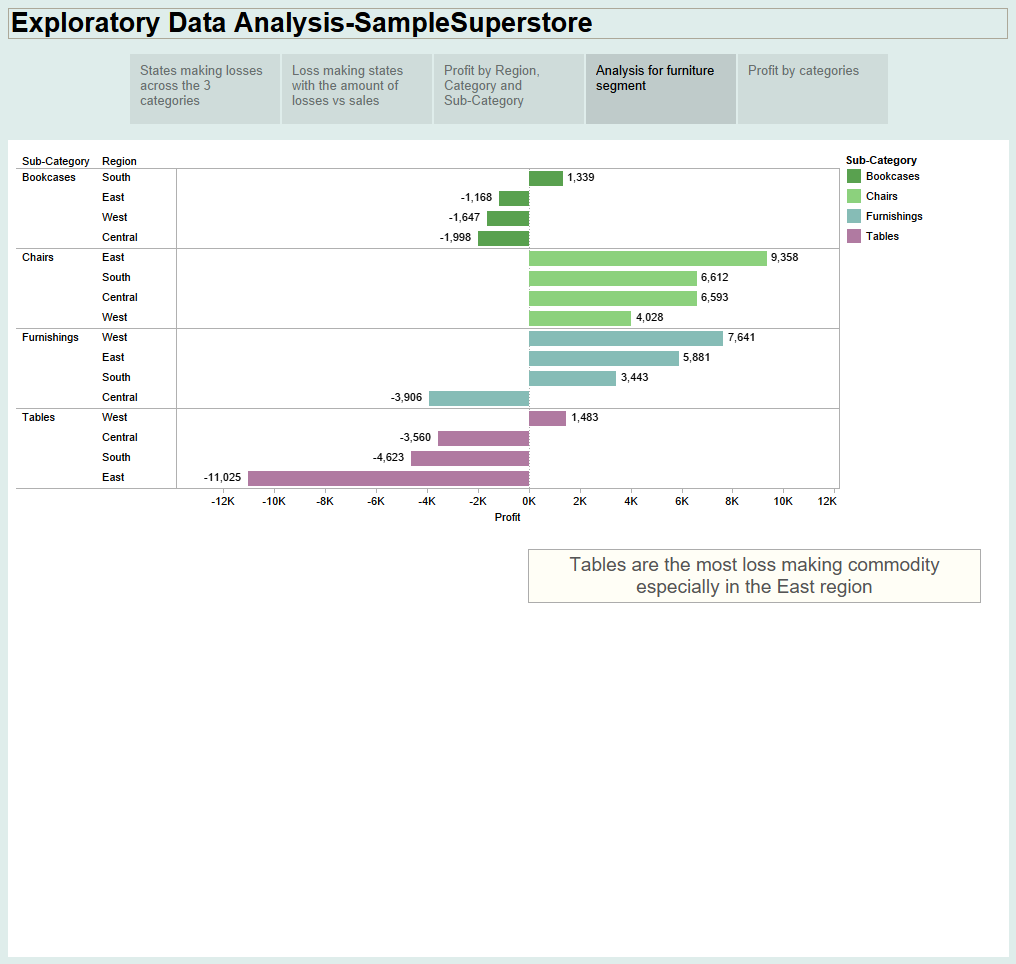 Exploratory Data Analysis-SampleSuperstore
States making losses
across the 3
categories
Loss making states
with the amount of
losses vs sales
Profit by Region,
Category and
Sub-Category
Analysis for furniture
segment
Profit by categories
Sub-Category Region
Bookcases South 1,339
East -1,168
West -1,647
Central -1,998
Chairs East 9,358
South 6,612
Central 6,593
West 4,028
Furnishings West 7,641
East 5,881
South 3,443
Central -3,906
Tables West 1,483
Central -3,560
South -4,623
East -11,025
-12K -10K -8K -6K -4K -2K 0K 2K 4K 6K 8K 10K 12K
Profit
Sub-Category
Bookcases
Chairs
Furnishings
Tables
Tables are the most loss making commodity
especially in the East region